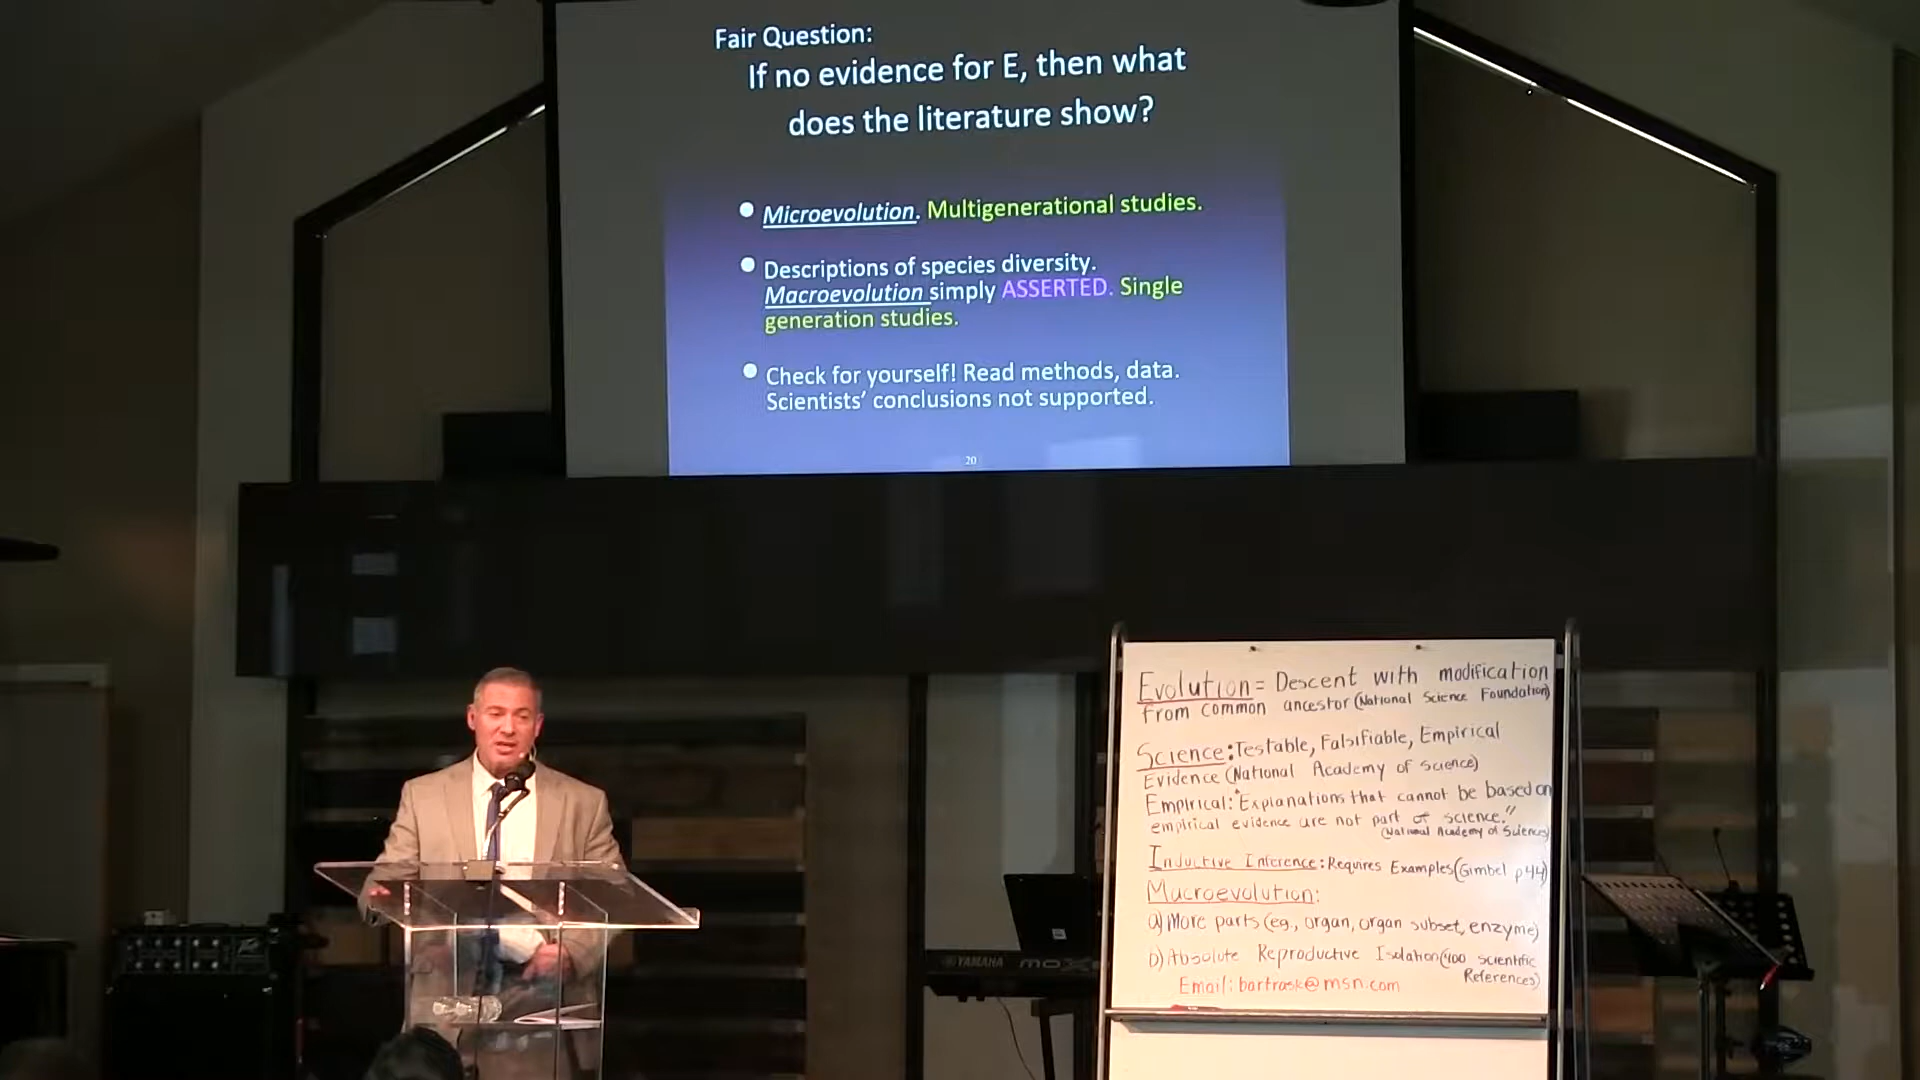 Fair Question:
If no evidence for E, then what
does the literature show?
Microevolution. Multigenerational studies.
Descriptions of species diversity.
Macroevolution simply ASSERTED. Single
generation studies.
Check for yourself! Read methods, data.
Scientists’ conclusions not supported.
20
Evolution = Descent with modification
from common ancestor (National Science Foundation)
Science: Testable, Falsifiable, Empirical
Evidence (National Academy of Science)
Empirical: "Explanations that cannot be based on
empirical evidence are not part of science."
(National Academy of Sciences)
Inductive Inference: Requires Examples (Gimbel p44)
Macroevolution:
a) More parts (eg., organ, organ subset, enzyme)
b) Absolute Reproductive Isolation (400 scientific
References)
Email: bartrask@msn.com
YAMAHA MOX